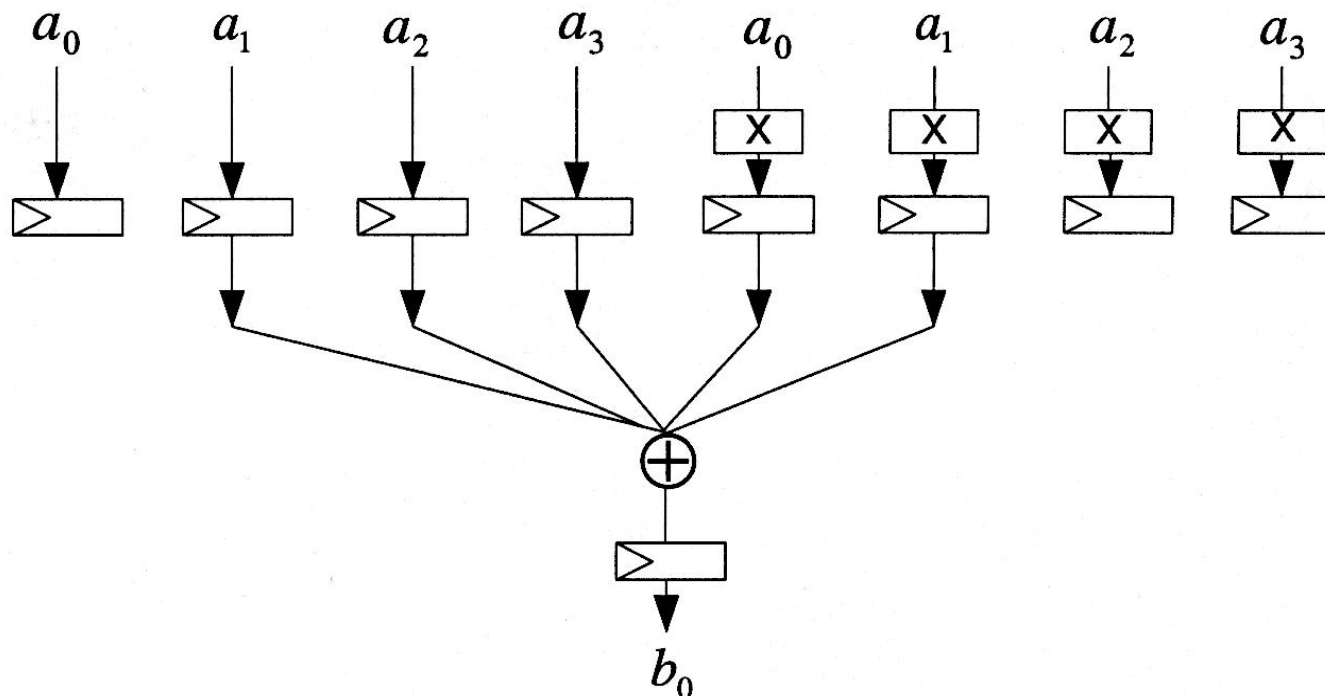 a₀ a₁ a₂ a₃ a₀ a₁ a₂ a₃
X X X X
+
b₀